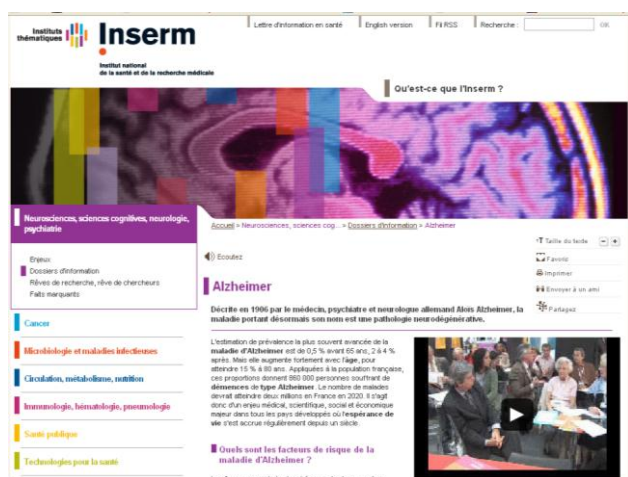 Instituts
thématiques
Inserm
Institut national
de la santé et de la recherche médicale
Lettre d'information en santé
English version
Fil RSS
Recherche :
OK
Qu'est-ce que l'Inserm ?
Neurosciences, sciences cognitives, neurologie,
psychiatrie
Enjeux
Dossiers d'information
Rêves de recherche, rêve de chercheurs
Faits marquants
Cancer
Microbiologie et maladies infectieuses
Circulation, métabolisme, nutrition
Immunologie, hématologie, pneumologie
Santé publique
Technologies pour la santé
Accueil » Neurosciences, sciences cog... » Dossiers d'information » Alzheimer
Ecoutez
T Taille du texte - +
Favoris
Imprimer
Envoyer à un ami
Partagez
Alzheimer
Décrite en 1906 par le médecin, psychiatre et neurologue allemand Aloïs Alzheimer, la
maladie portant désormais son nom est une pathologie neurodégénérative.
L'estimation de prévalence la plus souvent avancée de la
maladie d'Alzheimer est de 0,5 % avant 65 ans, 2 à 4 %
après. Mais elle augmente fortement avec l'âge, pour
atteindre 15 % à 80 ans. Appliquées à la population française,
ces proportions donnent 860 000 personnes souffrant de
démences de type Alzheimer. Le nombre de malades
devrait atteindre deux millions en France en 2020. Il s'agit
donc d'un enjeu médical, scientifique, social et économique
majeur dans tous les pays développés où l'espérance de
vie s'est accrue régulièrement depuis un siècle.
Quels sont les facteurs de risque de la
maladie d'Alzheimer ?